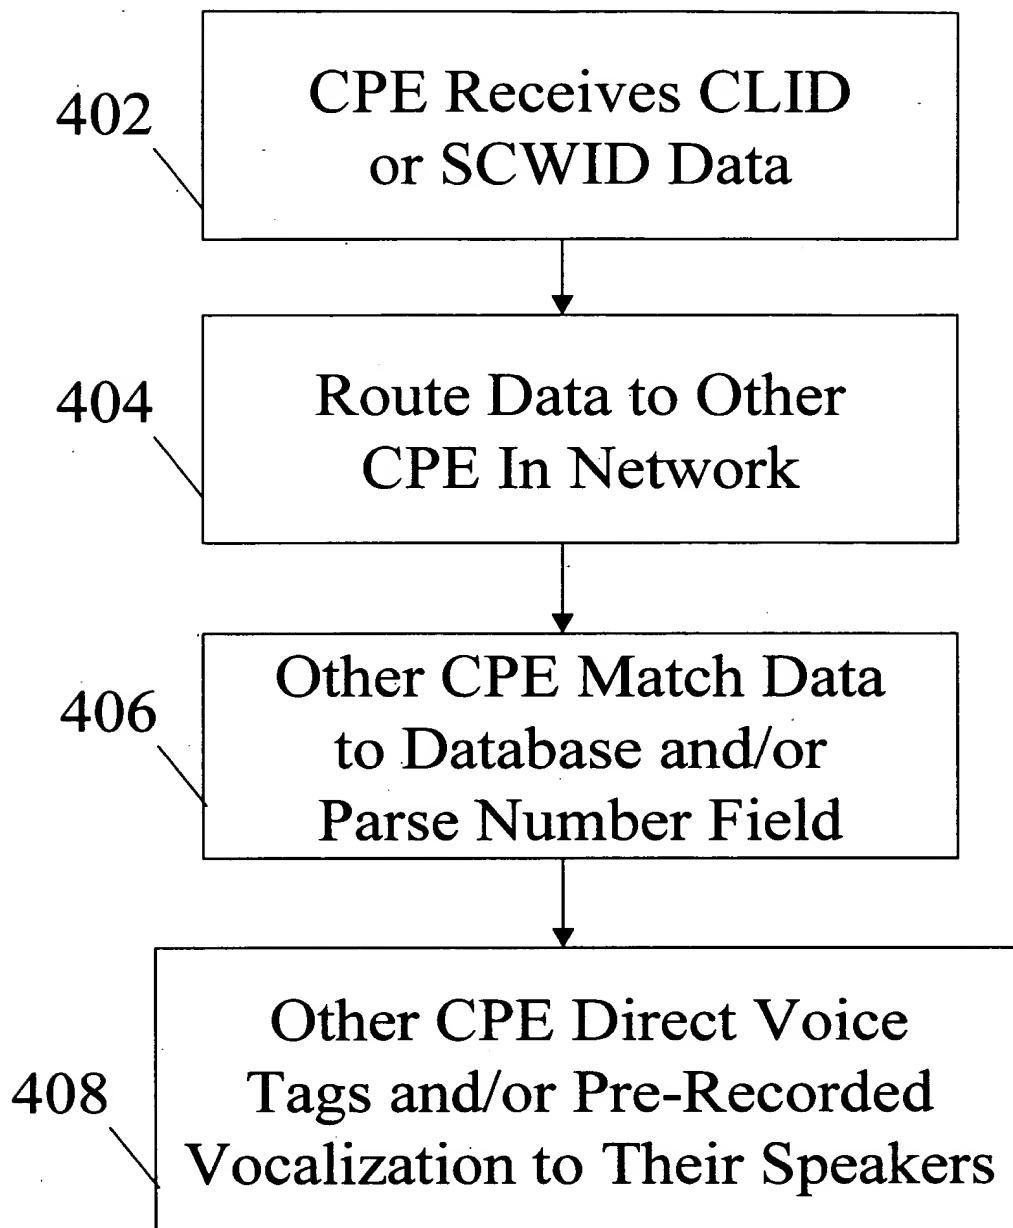 402
CPE Receives CLID
or SCWID Data
404
Route Data to Other
CPE In Network
406
Other CPE Match Data
to Database and/or
Parse Number Field
408
Other CPE Direct Voice
Tags and/or Pre-Recorded
Vocalization to Their Speakers